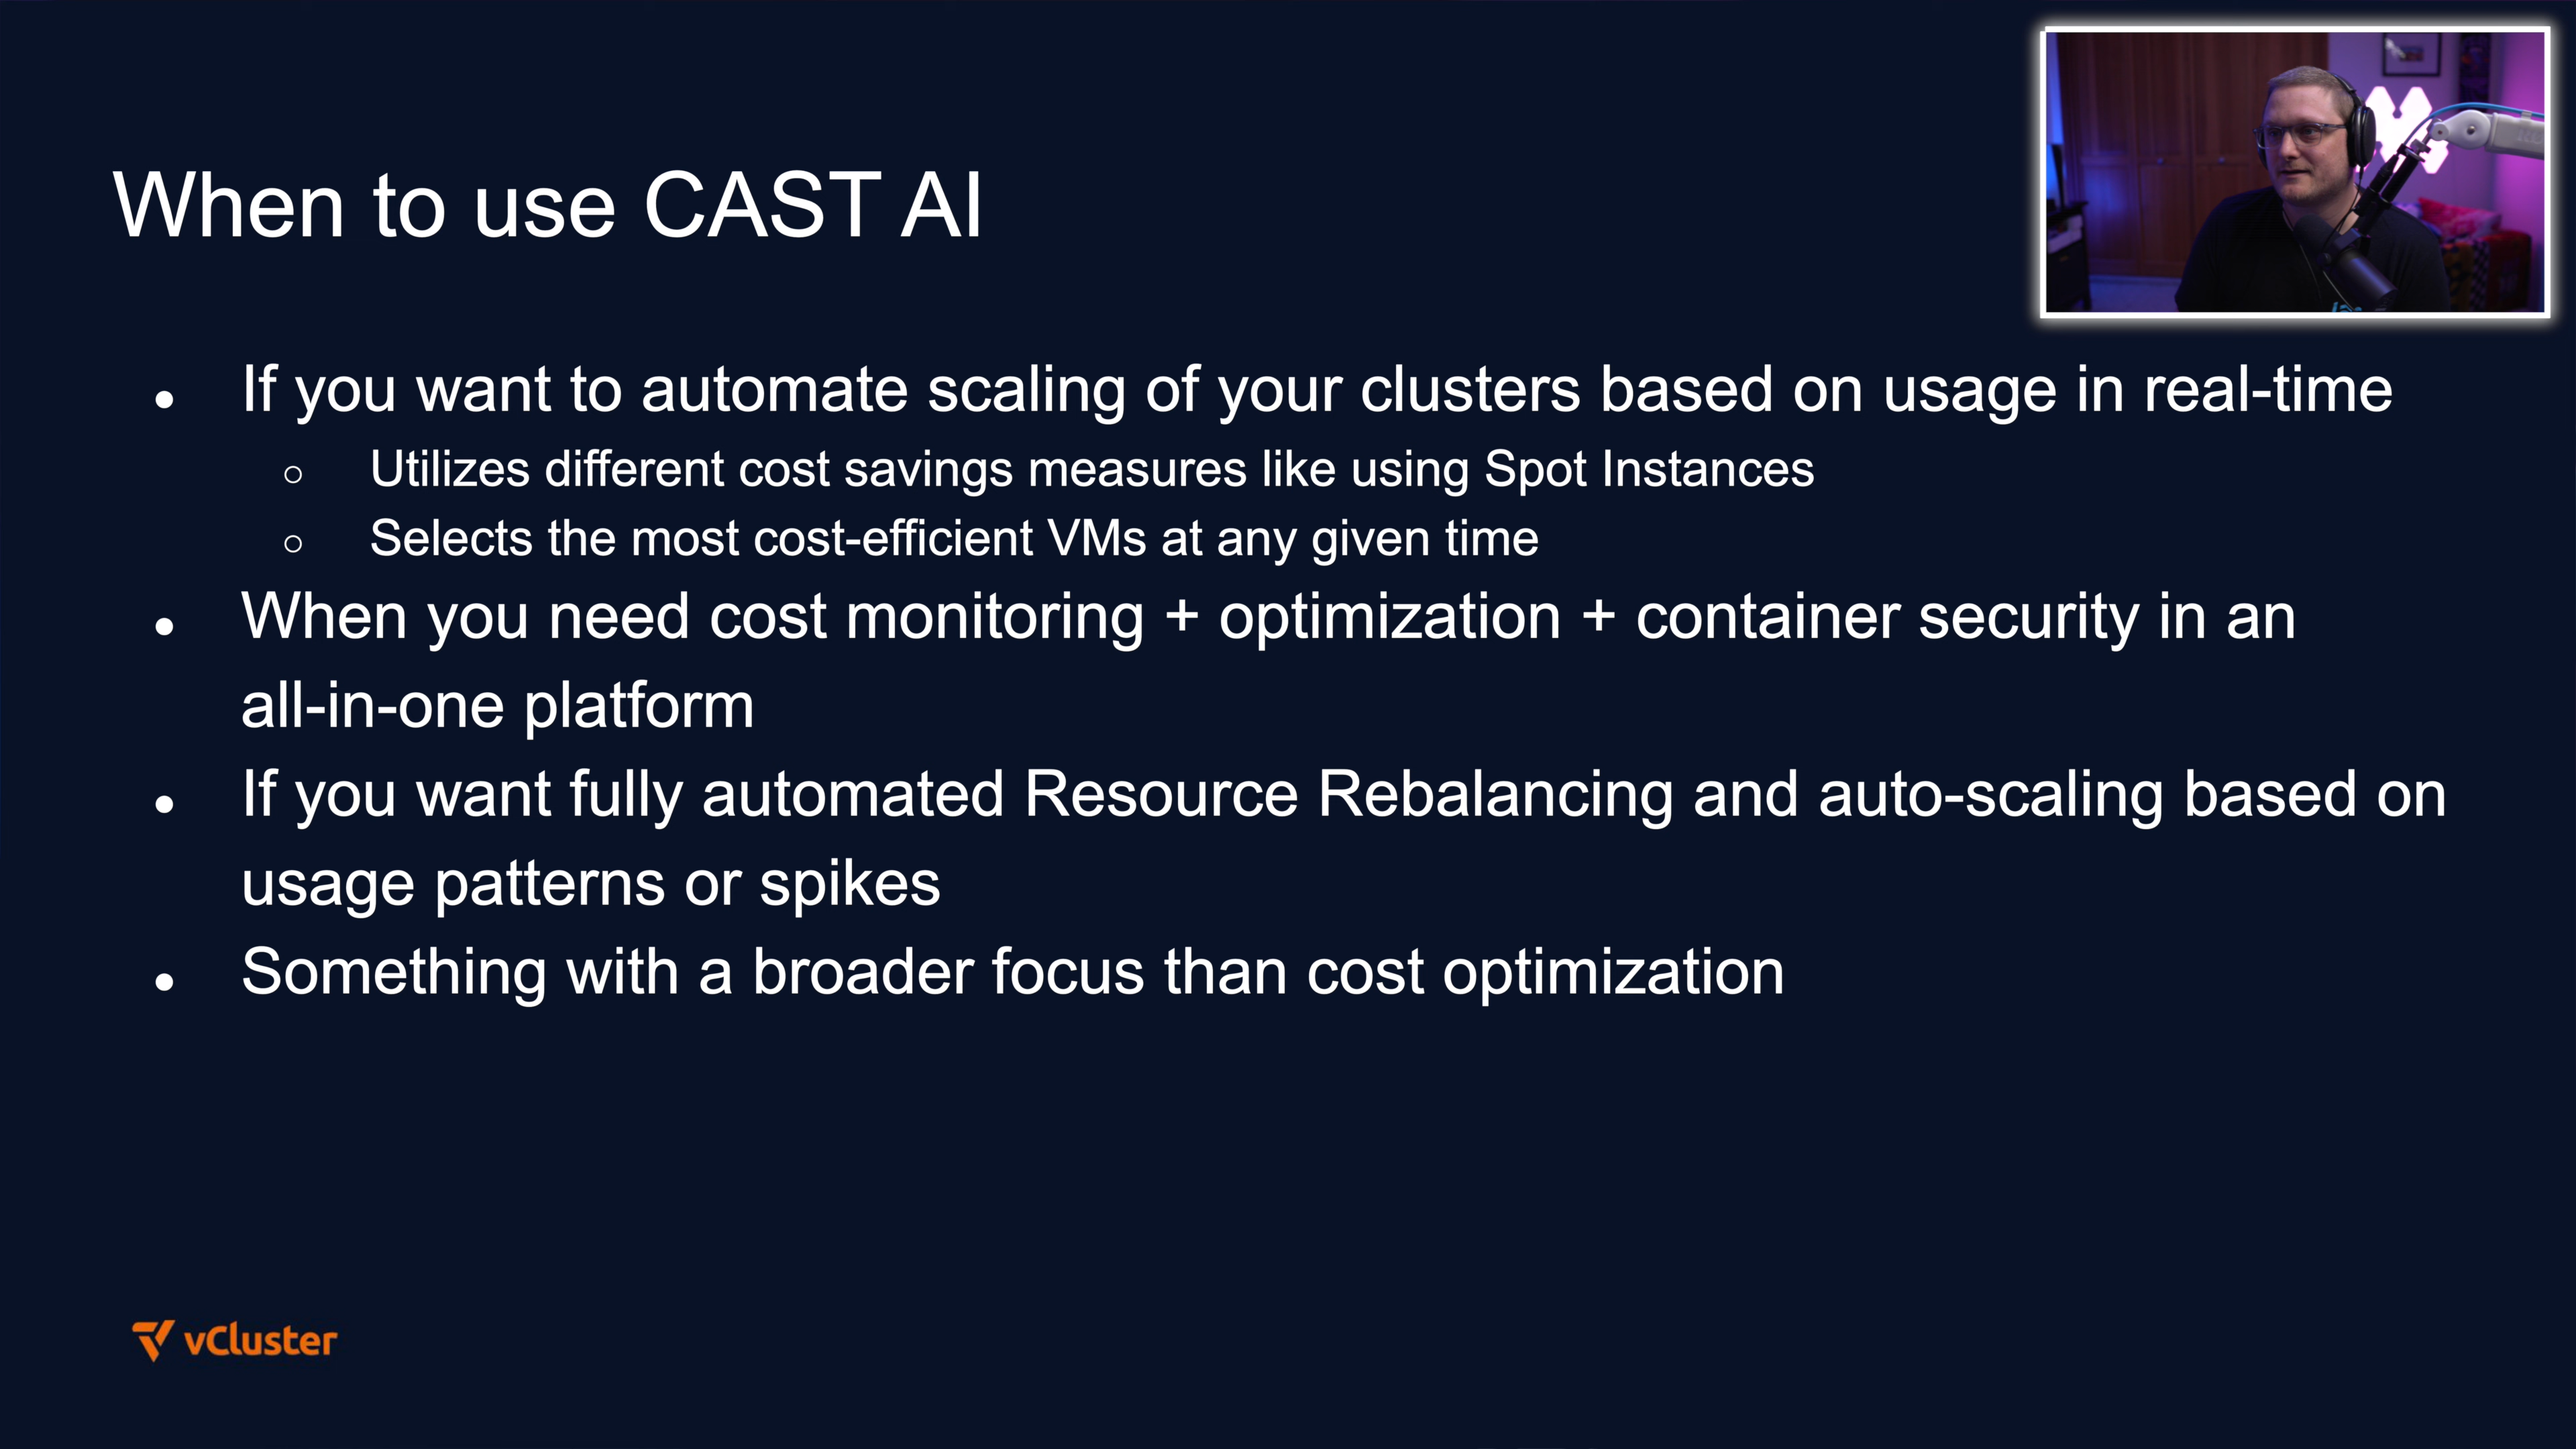 When to use CAST AI
If you want to automate scaling of your clusters based on usage in real-time
Utilizes different cost savings measures like using Spot Instances
Selects the most cost-efficient VMs at any given time
When you need cost monitoring + optimization + container security in an
all-in-one platform
If you want fully automated Resource Rebalancing and auto-scaling based on
usage patterns or spikes
Something with a broader focus than cost optimization
vCluster